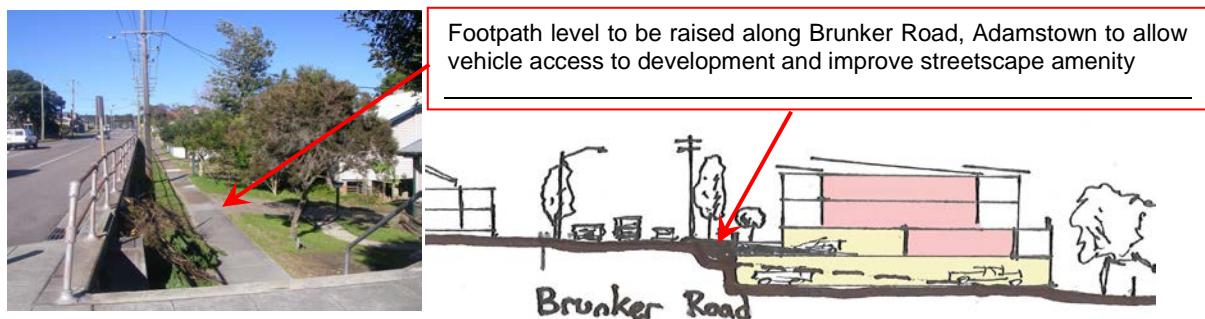 Footpath level to be raised along Brunker Road, Adamstown to allow
vehicle access to development and improve streetscape amenity
Brunker Road